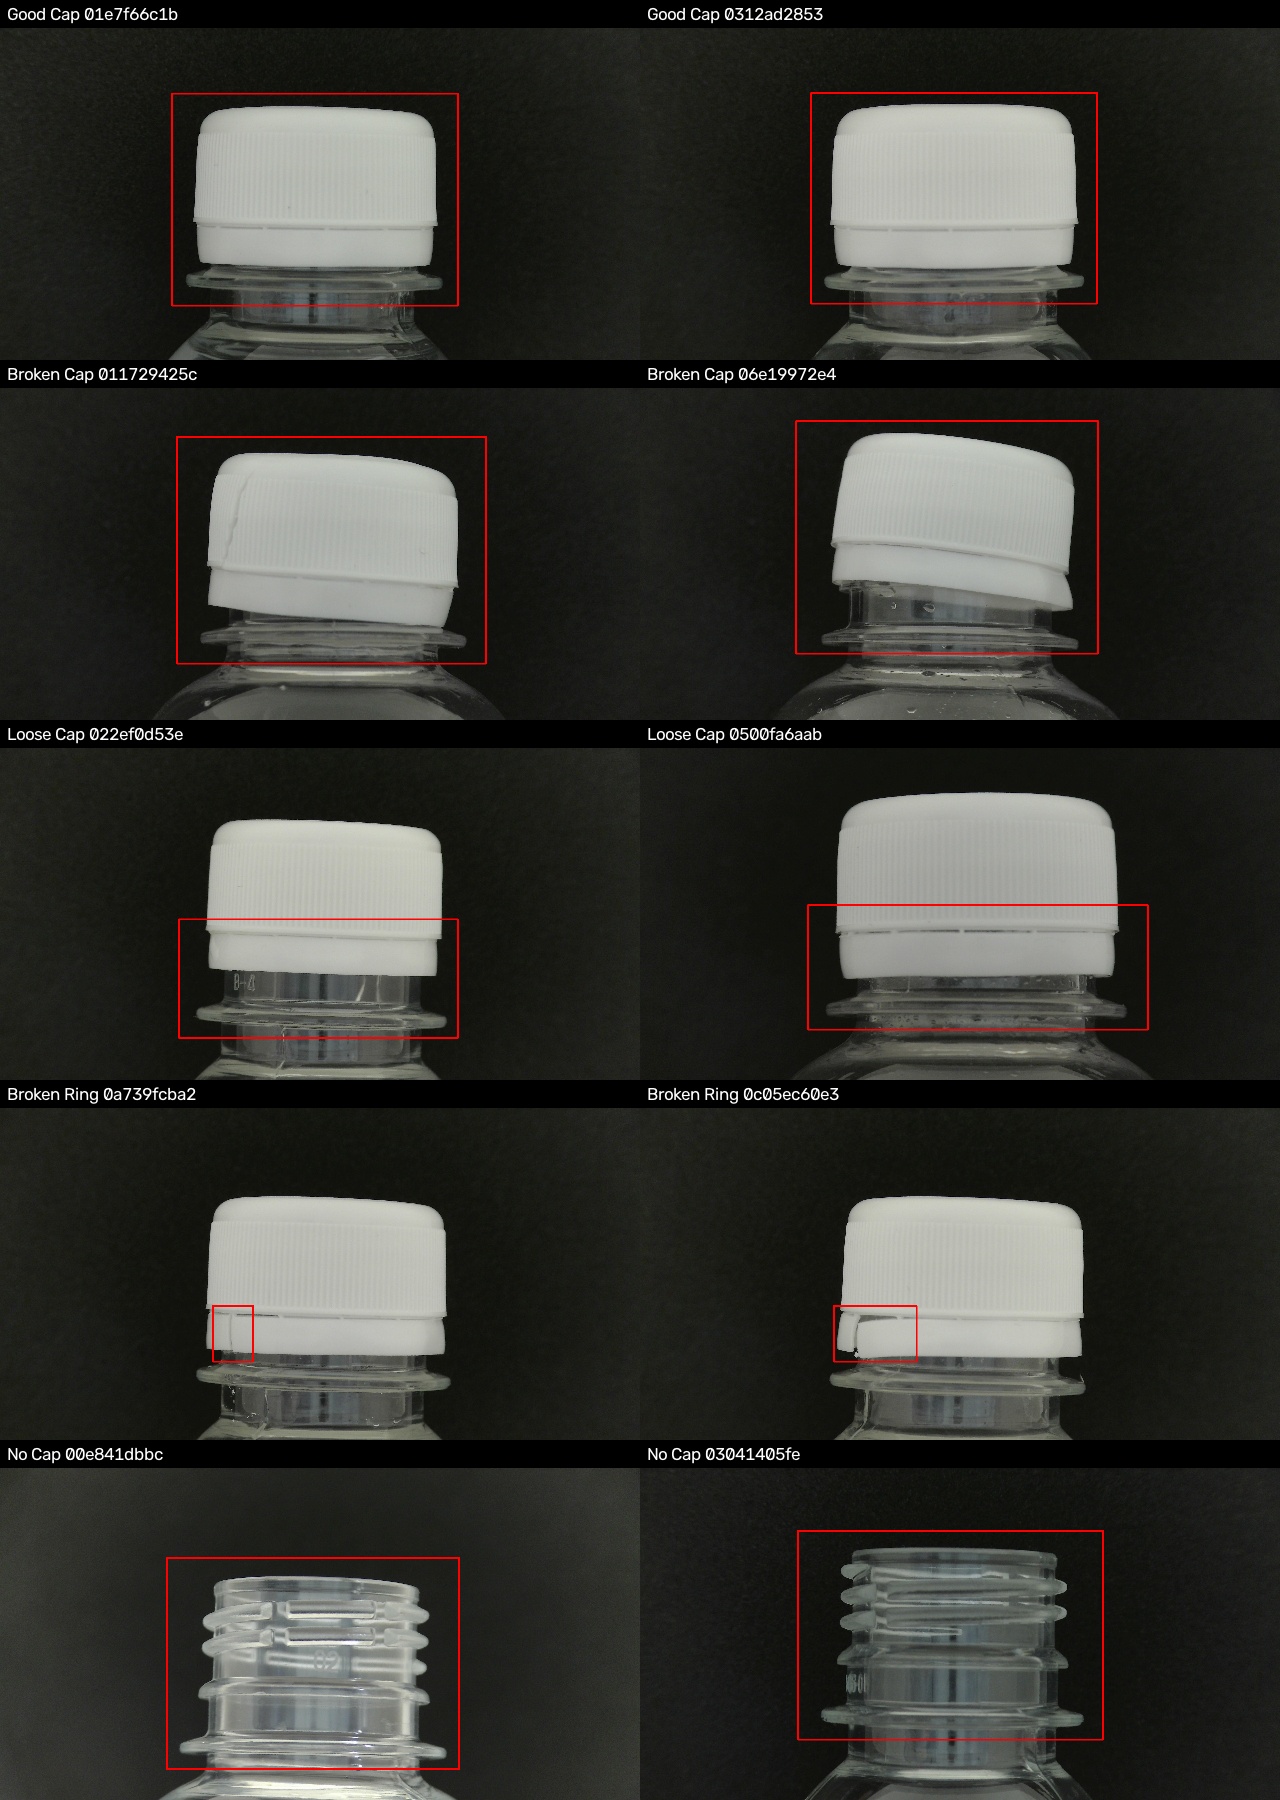 Good Cap 01e7f66c1b
Good Cap 0312ad2853
Broken Cap 011729425c
Broken Cap 06e19972e4
Loose Cap 022ef0d53e
Loose Cap 0500fa6aab
Broken Ring 0a739fcba2
Broken Ring 0c05ec60e3
No Cap 00e841dbbc
No Cap 03041405fe